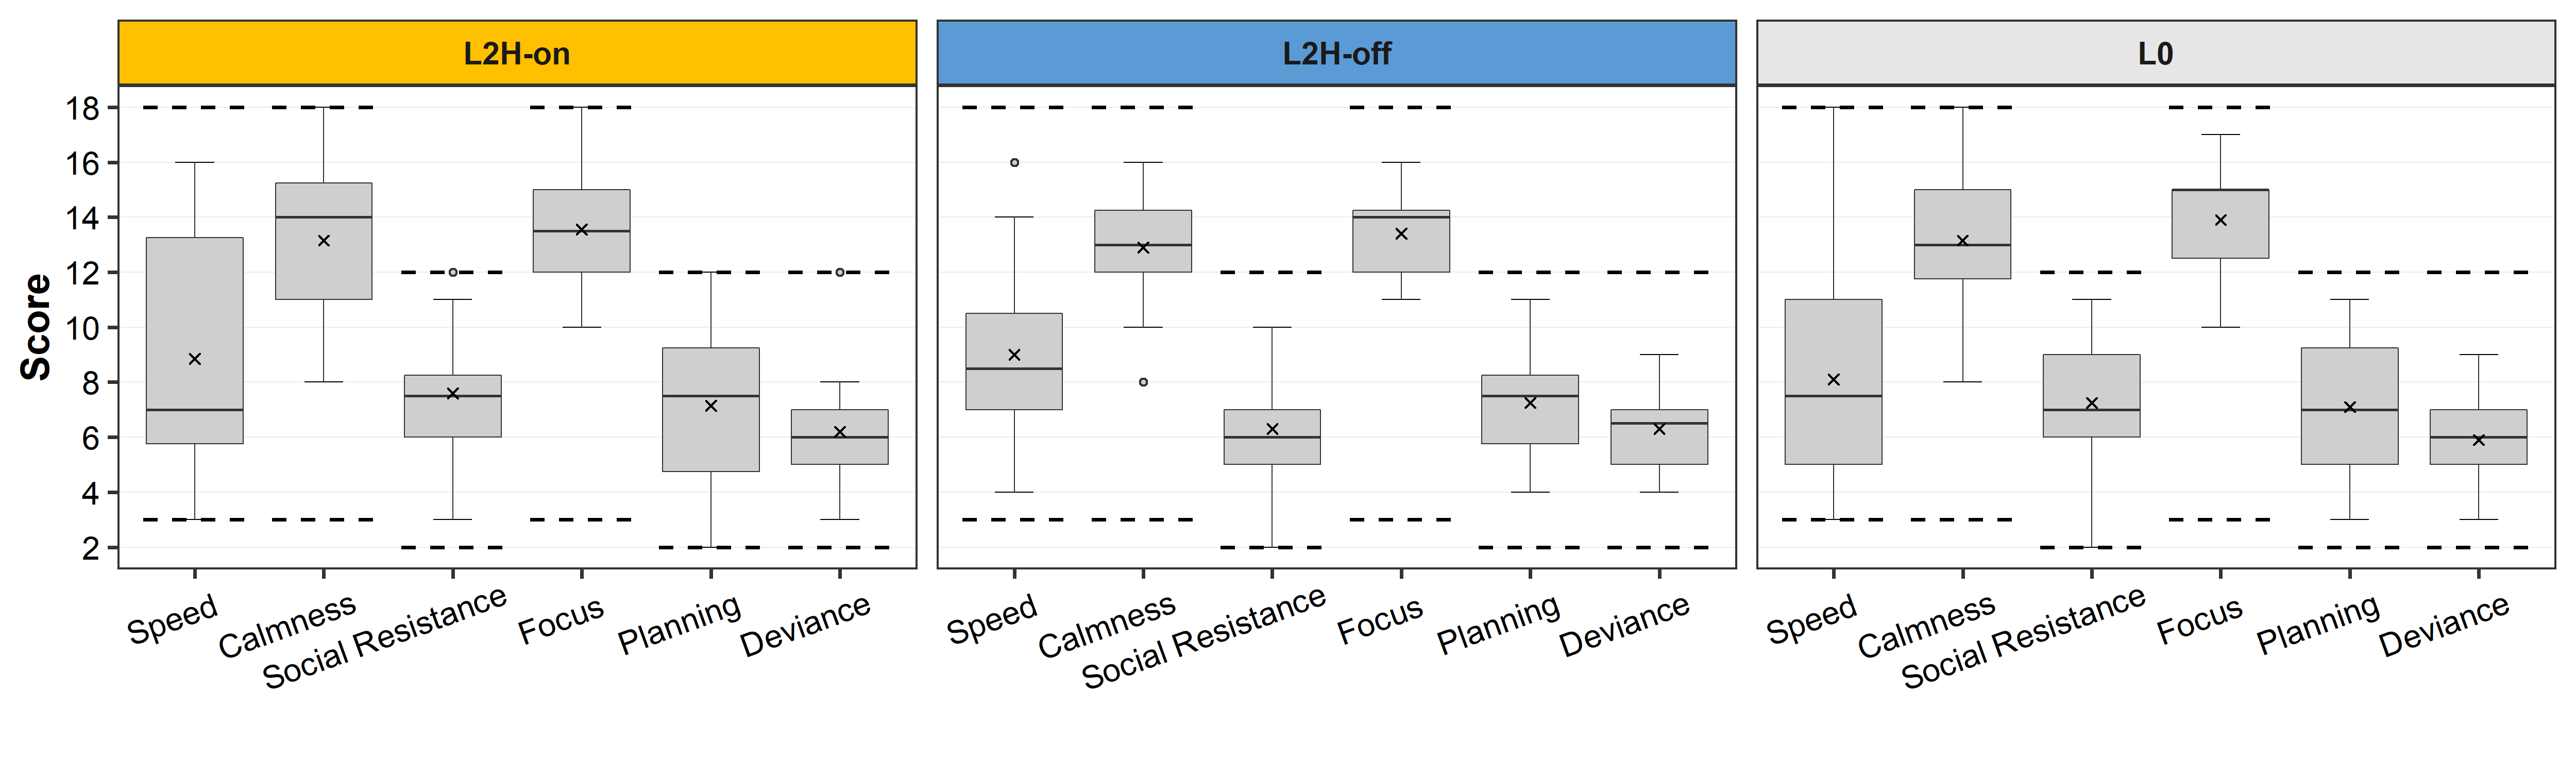 L2H-on
L2H-off
L0
Score
18
16
14
12
10
8
6
4
2
Speed
Calmness
Social Resistance
Focus
Planning
Deviance
Speed
Calmness
Social Resistance
Focus
Planning
Deviance
Speed
Calmness
Social Resistance
Focus
Planning
Deviance